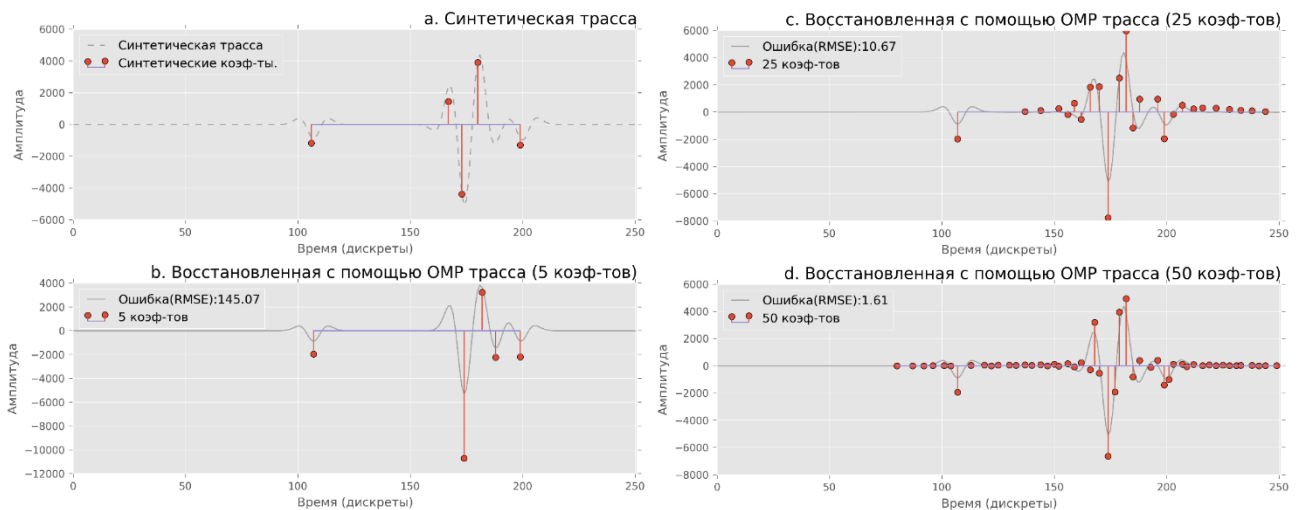 a. Синтетическая трасса
6000
4000
2000
0
−2000
−4000
−6000
Амплитуда
Синтетическая трасса
Синтетические коэф-ты.
0
50
100
150
200
250
Время (дискреты)
b. Восстановленная с помощью OMP трасса (5 коэф-тов)
4000
2000
0
−2000
−4000
−6000
−8000
−10000
−12000
Амплитуда
Ошибка(RMSE):145.07
5 коэф-тов
0
50
100
150
200
250
Время (дискреты)
c. Восстановленная с помощью OMP трасса (25 коэф-тов)
6000
4000
2000
0
−2000
−4000
−6000
−8000
Амплитуда
Ошибка(RMSE):10.67
25 коэф-тов
0
50
100
150
200
250
Время (дискреты)
d. Восстановленная с помощью OMP трасса (50 коэф-тов)
6000
4000
2000
0
−2000
−4000
−6000
−8000
Амплитуда
Ошибка(RMSE):1.61
50 коэф-тов
0
50
100
150
200
250
Время (дискреты)